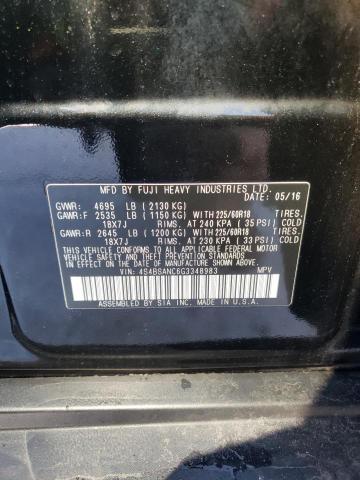 MFD. BY FUJI HEAVY INDUSTRIES LTD.
DATE: 05/16
GVWR: 4695 LB (2130 KG)
GAWR:F 2535 LB (1150 KG) WITH 225/60R18 TIRES,
18X7J RIMS, AT 240 KPA (35 PSI) COLD
GAWR:R 2645 LB (1200 KG) WITH 225/60R18 TIRES,
18X7J RIMS, AT 230 KPA (33 PSI) COLD
THIS VEHICLE CONFORMS TO ALL APPLICABLE FEDERAL MOTOR
VEHICLE SAFETY STANDARDS IN EFFECT ON THE DATE OF
MANUFACTURE SHOWN ABOVE.
VIN: 4S4BSANC6G3348983 MPV
ASSEMBLED BY SIA INC, MADE IN U.S.A.